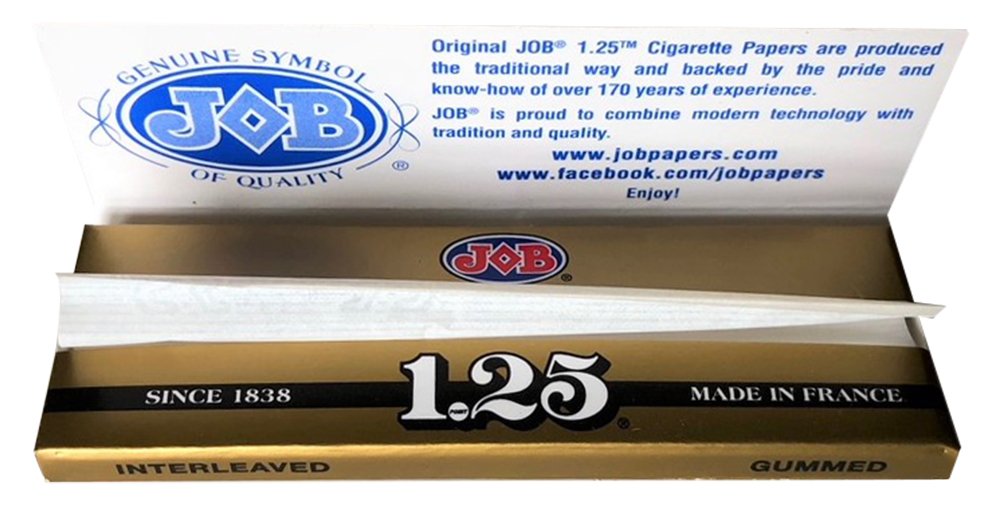 GENUINE SYMBOL
JOB
OF QUALITY
®
Original JOB® 1.25™ Cigarette Papers are produced
the traditional way and backed by the pride and
know-how of over 170 years of experience.
JOB® is proud to combine modern technology with
tradition and quality.
www.jobpapers.com
www.facebook.com/jobpapers
Enjoy!
JOB®
SINCE 1838
1.25®
POINT
MADE IN FRANCE
INTERLEAVED
GUMMED